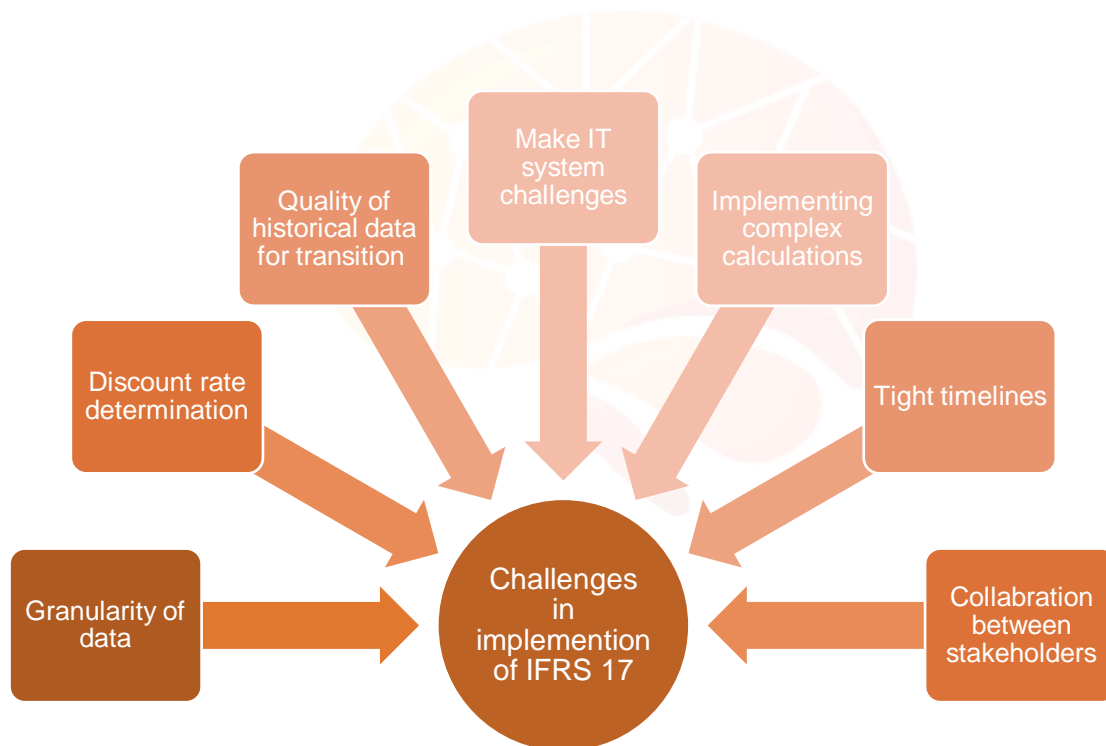 Make IT
system
challenges
Quality of
historical data
for transition
Implementing
complex
calculations
Discount rate
determination
Tight timelines
Granularity of
data
Challenges
in
implemention
of IFRS 17
Collabration
between
stakeholders